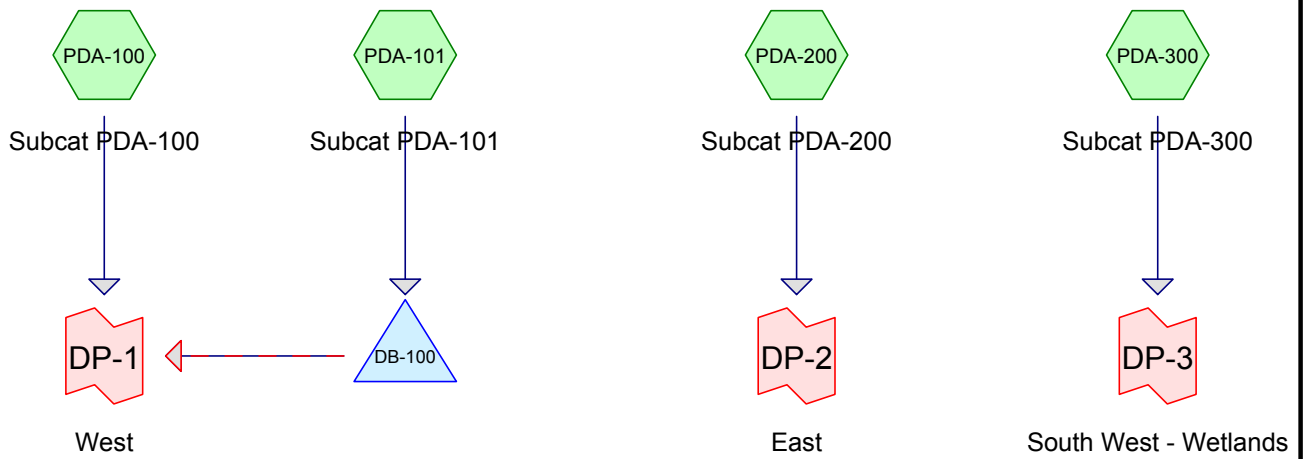 PDA-100
PDA-101
PDA-200
PDA-300
Subcat PDA-100
Subcat PDA-101
Subcat PDA-200
Subcat PDA-300
DP-1
DB-100
DP-2
DP-3
West
East
South West - Wetlands